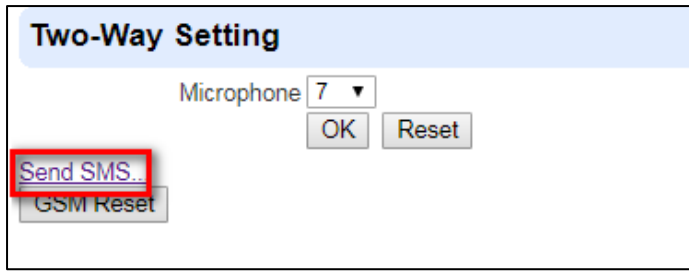 Two-Way Setting
Microphone 7
OK Reset
Send SMS...
GSM Reset